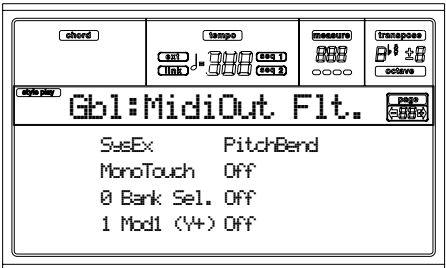 chord tempo measure transpose
ext seq 1
link seq 2
octave
style play
Gbl:MidiOut Flt.
page
SysEx PitchBend
MonoTouch Off
0 Bank Sel. Off
1 Mod1 (Y+) Off